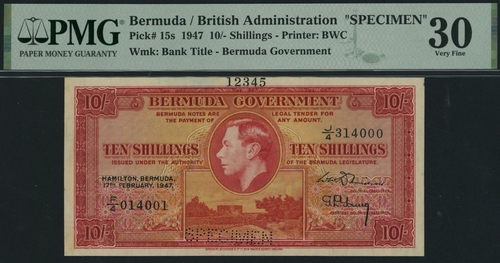 PMG
PAPER MONEY GUARANTY
Bermuda / British Administration "SPECIMEN"
Pick# 15s 1947 10/- Shillings - Printer: BWC
Wmk: Bank Title - Bermuda Government
30
Very Fine
12345
10/- BERMUDA GOVERNMENT 10/-
BERMUDA NOTES ARE LEGAL TENDER FOR
THE PAYMENT OF ANY AMOUNT.
J/4 314000
TEN SHILLINGS TEN SHILLINGS
ISSUED UNDER THE AUTHORITY OF THE BERMUDA LEGISLATURE.
HAMILTON, BERMUDA,
17TH FEBRUARY, 1947.
014001
10/- SPECIMEN 10/-